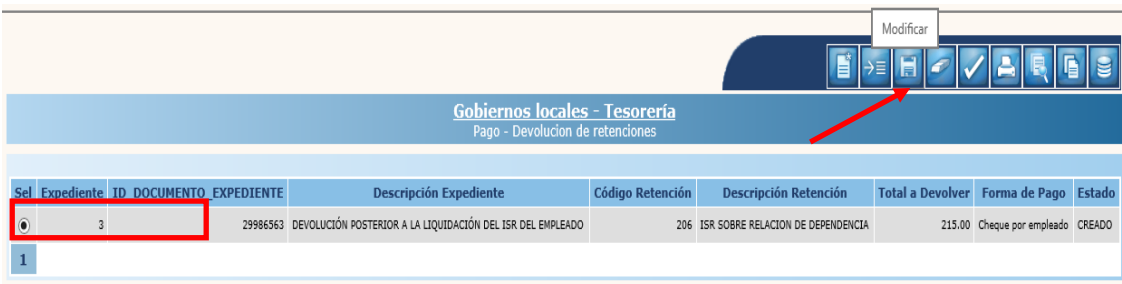 Modificar
Gobiernos locales - Tesorería
Pago - Devolucion de retenciones
Sel Expediente ID_DOCUMENTO_EXPEDIENTE Descripción Expediente Código Retención Descripción Retención Total a Devolver Forma de Pago Estado
3 29986563 DEVOLUCIÓN POSTERIOR A LA LIQUIDACIÓN DEL ISR DEL EMPLEADO 206 ISR SOBRE RELACION DE DEPENDENCIA 215.00 Cheque por empleado CREADO
1